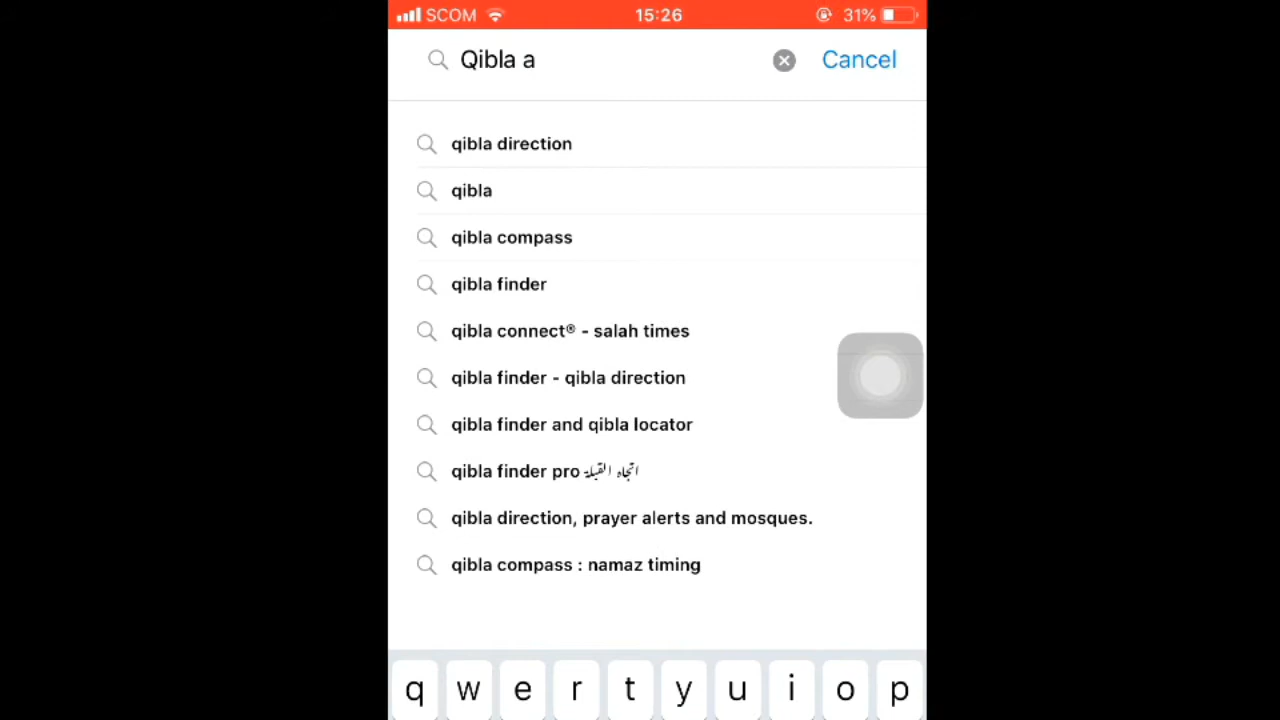 SCOM 15:26 31%
Qibla a Cancel
qibla direction
qibla
qibla compass
qibla finder
qibla connect® - salah times
qibla finder - qibla direction
qibla finder and qibla locator
qibla finder pro اتجاه القبلة
qibla direction, prayer alerts and mosques.
qibla compass : namaz timing
q w e r t y u i o p